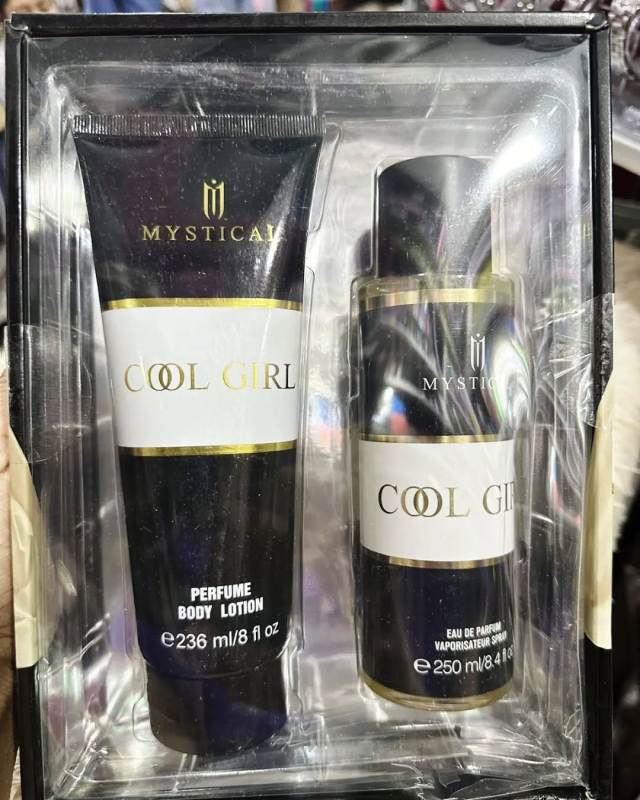 MYSTICAL
COOL GIRL
PERFUME
BODY LOTION
℮236 ml/8 fl oz
MYSTIC
COOL GI
EAU DE PARFUM
VAPORISATEUR SPRAY
℮250 ml/8.4 fl oz